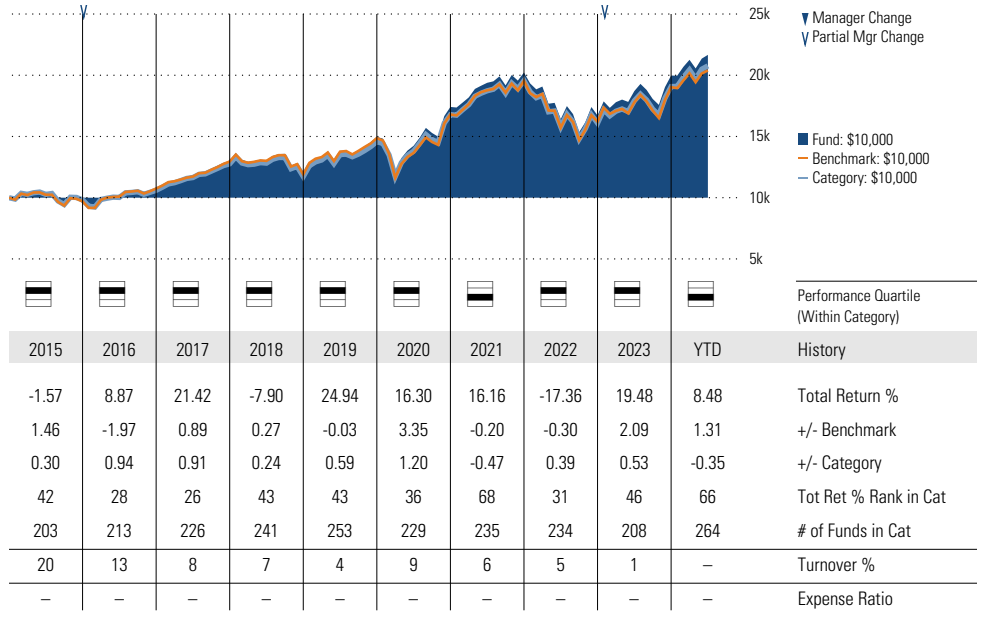 25k
20k
15k
10k
5k
Manager Change
Partial Mgr Change
Fund: $10,000
Benchmark: $10,000
Category: $10,000
Performance Quartile
(Within Category)
2015 2016 2017 2018 2019 2020 2021 2022 2023 YTD History
-1.57 8.87 21.42 -7.90 24.94 16.30 16.16 -17.36 19.48 8.48 Total Return %
1.46 -1.97 0.89 0.27 -0.03 3.35 -0.20 -0.30 2.09 1.31 +/- Benchmark
0.30 0.94 0.91 0.24 0.59 1.20 -0.47 0.39 0.53 -0.35 +/- Category
42 28 26 43 43 36 68 31 46 66 Tot Ret % Rank in Cat
203 213 226 241 253 229 235 234 208 264 # of Funds in Cat
20 13 8 7 4 9 6 5 1 – Turnover %
– – – – – – – – – – Expense Ratio